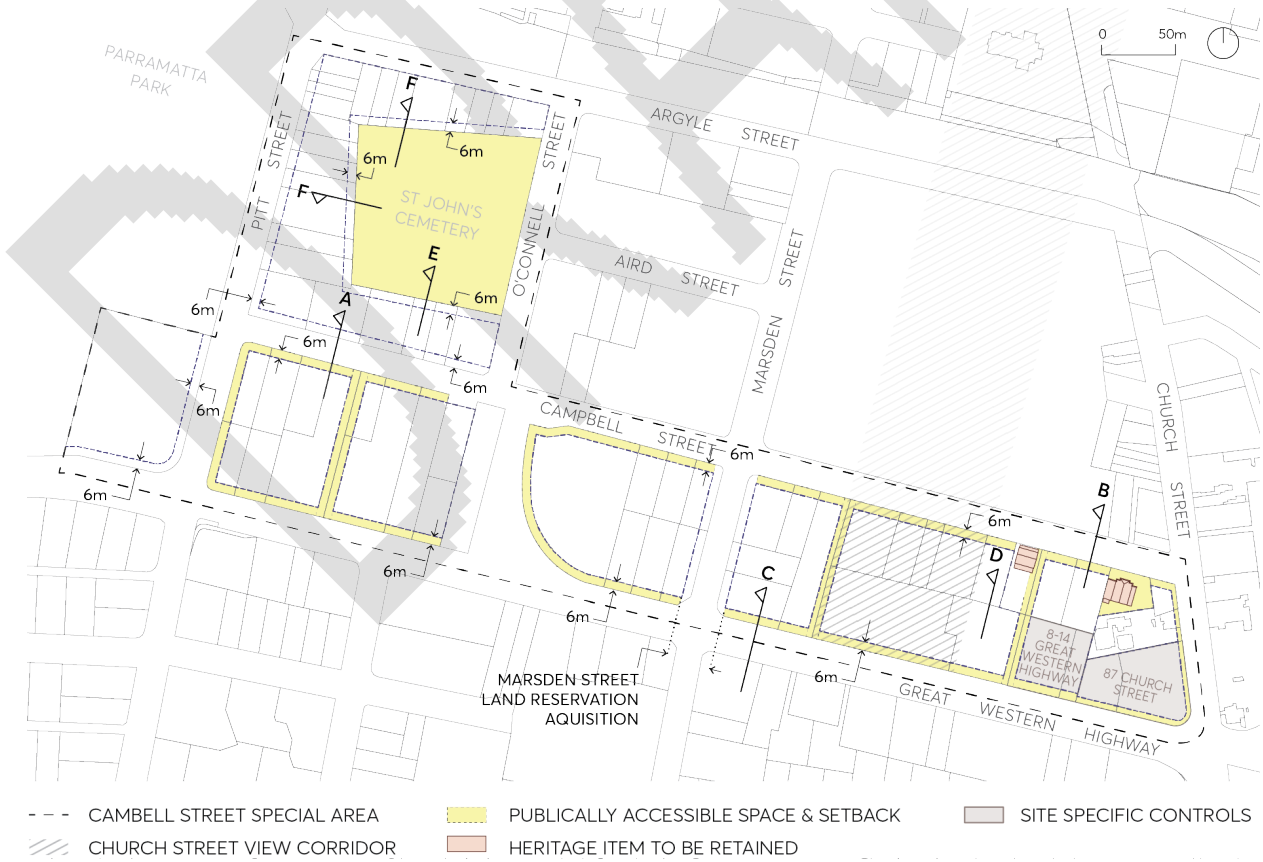 PARRAMATTA
PARK
0 50m
F
ARGYLE STREET
STREET
STREET
6m
6m
F
ST JOHN'S
CEMETERY
PITT
O'CONNELL
STREET
E
AIRD STREET
6m
A
6m
6m
MARSDEN
6m
6m
CHURCH
STREET
CAMPBELL STREET
6m
6m
B
6m
D
6m
C
6m
8-14
GREAT
WESTERN
HIGHWAY
87 CHURCH
STREET
6m
MARSDEN STREET
LAND RESERVATION
AQUISITION
GREAT WESTERN HIGHWAY
CAMBELL STREET SPECIAL AREA
PUBLICALLY ACCESSIBLE SPACE & SETBACK
SITE SPECIFIC CONTROLS
CHURCH STREET VIEW CORRIDOR
HERITAGE ITEM TO BE RETAINED